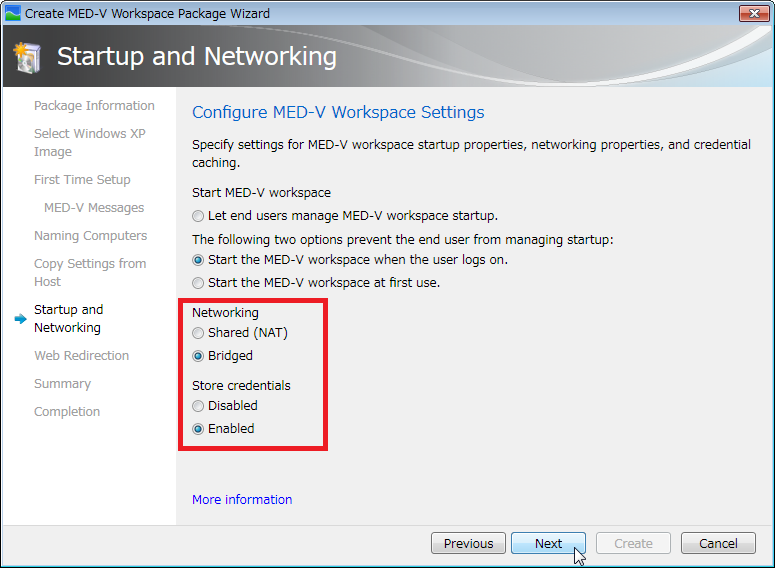 Create MED-V Workspace Package Wizard
Startup and Networking
Package Information
Select Windows XP
Image
First Time Setup
MED-V Messages
Naming Computers
Copy Settings from
Host
Startup and
Networking
Web Redirection
Summary
Completion
Configure MED-V Workspace Settings
Specify settings for MED-V workspace startup properties, networking properties, and credential
caching.
Start MED-V workspace
Let end users manage MED-V workspace startup.
The following two options prevent the end user from managing startup:
Start the MED-V workspace when the user logs on.
Start the MED-V workspace at first use.
Networking
Shared (NAT)
Bridged
Store credentials
Disabled
Enabled
More information
Previous
Next
Create
Cancel